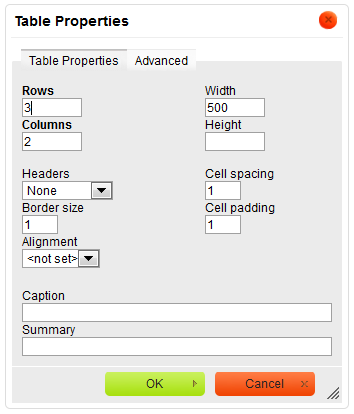 Table Properties
Table Properties Advanced
Rows Width
3 500
Columns Height
2
Headers Cell spacing
None 1
Border size Cell padding
1 1
Alignment
<not set>
Caption
Summary
OK Cancel